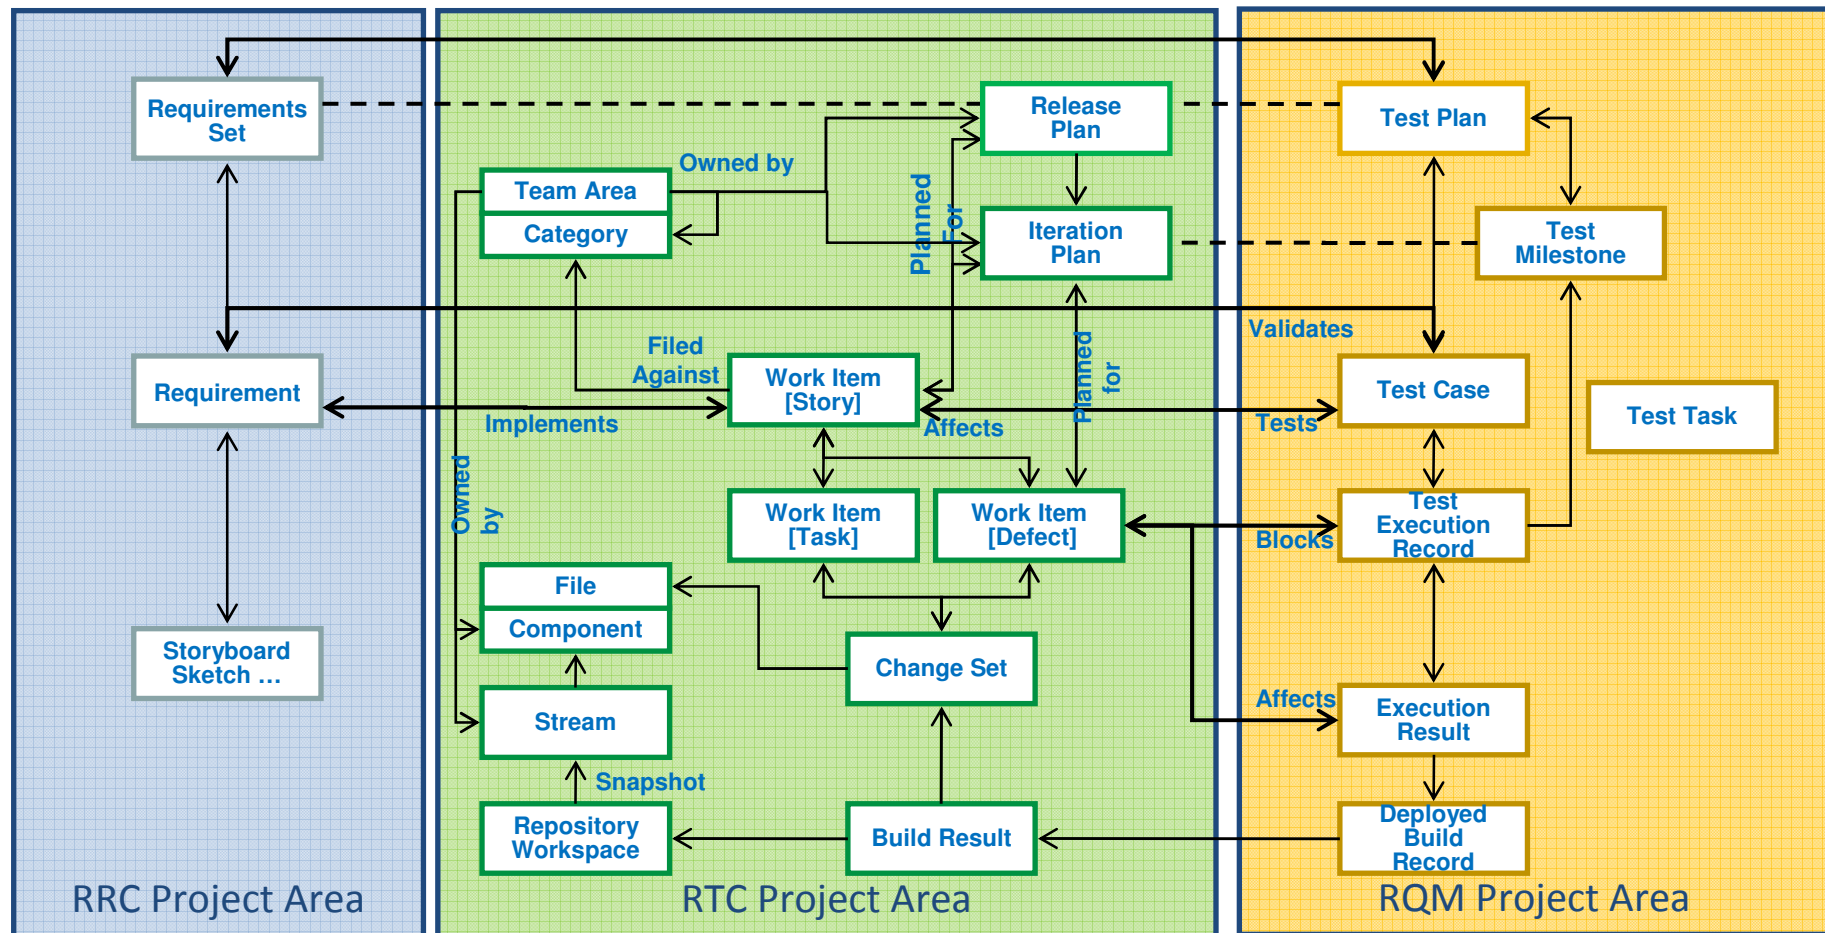 Requirements
Set
Requirement
Storyboard
Sketch …
RRC Project Area
Release
Plan
Owned by
Team Area
Category
Planned
For
Iteration
Plan
Filed
Against
Work Item
[Story]
Planned
for
Implements
Affects
Owned
by
Work Item
[Task]
Work Item
[Defect]
File
Component
Change Set
Stream
Snapshot
Repository
Workspace
Build Result
RTC Project Area
Test Plan
Test
Milestone
Validates
Test Case
Test Task
Tests
Test
Execution
Record
Blocks
Affects
Execution
Result
Deployed
Build
Record
RQM Project Area